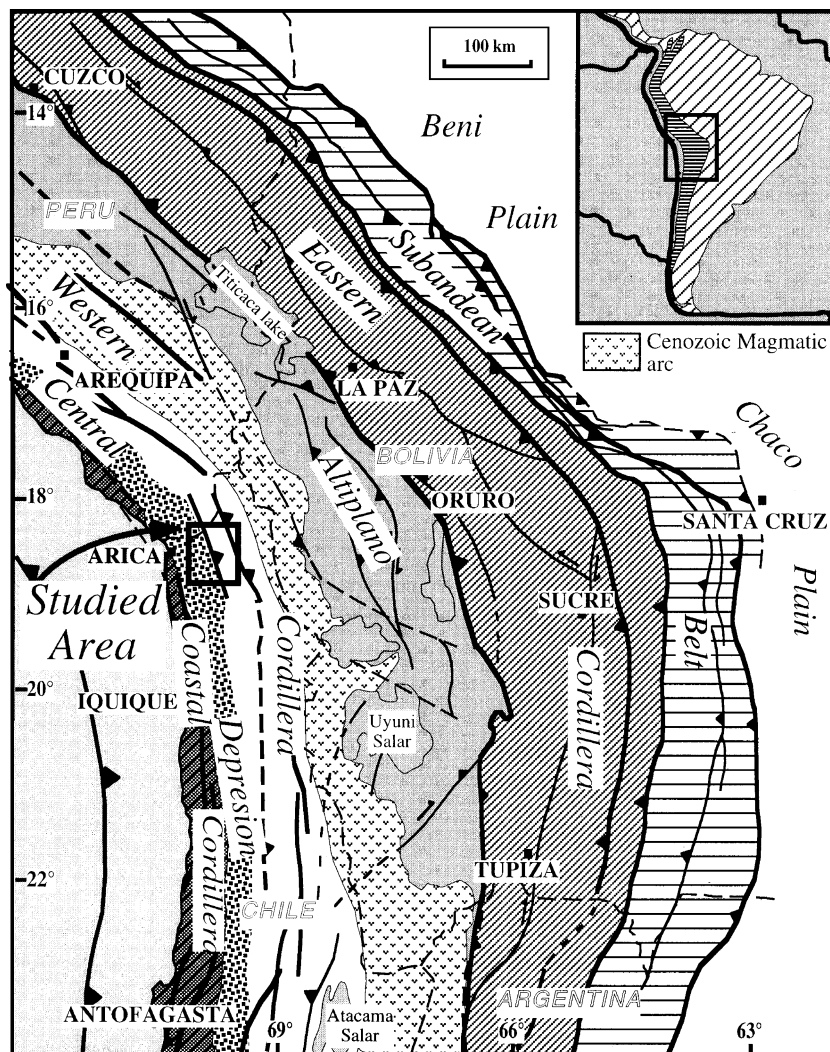 100 km
CUZCO
14°
Beni
Plain
PERU
Eastern
Subandean
Titicaca Lake
16°
Western
Cenozoic Magmatic
arc
AREQUIPA
LA PAZ
Central
Chaco
BOLIVIA
Altiplano
18°
ORURO
SANTA CRUZ
ARICA
Plain
Studied
Area
SUCRE
Coastal
Cordillera
Belt
20°
IQUIQUE
Depresion
Cordillera
Uyuni
Salar
Cordillera
22°
TUPIZA
CHILE
ARGENTINA
ANTOFAGASTA
Atacama
Salar
69°
66°
63°